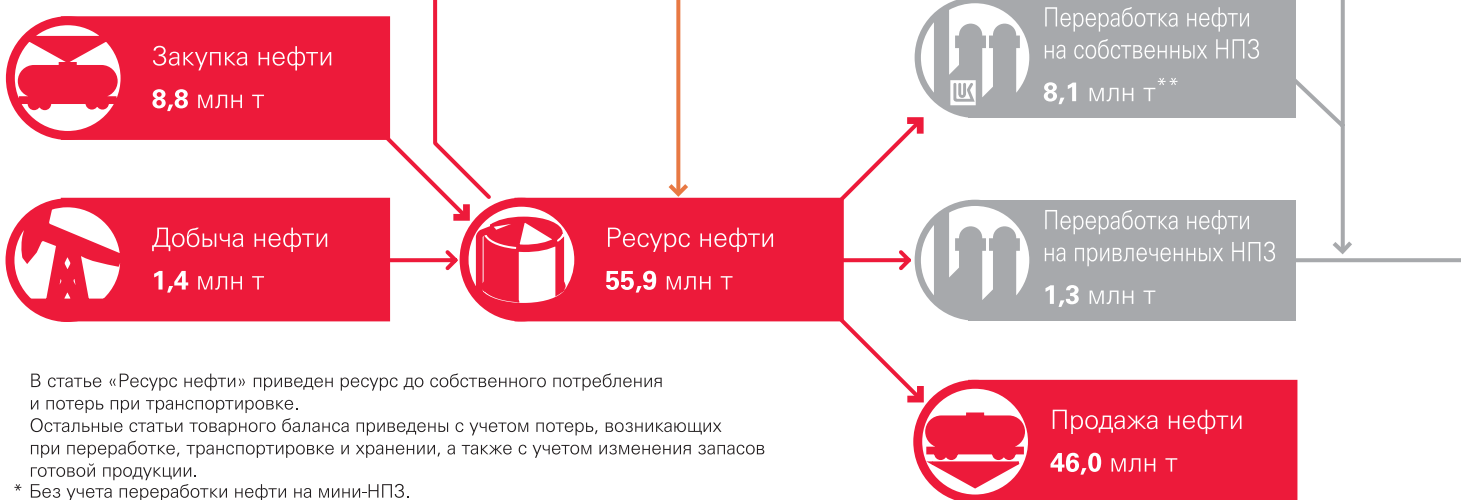 Закупка нефти
8,8 млн т
Переработка нефти
на собственных НПЗ
8,1 млн т**
Добыча нефти
1,4 млн т
Ресурс нефти
55,9 млн т
Переработка нефти
на привлеченных НПЗ
1,3 млн т
Продажа нефти
46,0 млн т
В статье «Ресурс нефти» приведен ресурс до собственного потребления
и потерь при транспортировке.
Остальные статьи товарного баланса приведены с учетом потерь, возникающих
при переработке, транспортировке и хранении, а также с учетом изменения запасов
готовой продукции.
* Без учета переработки нефти на мини-НПЗ.